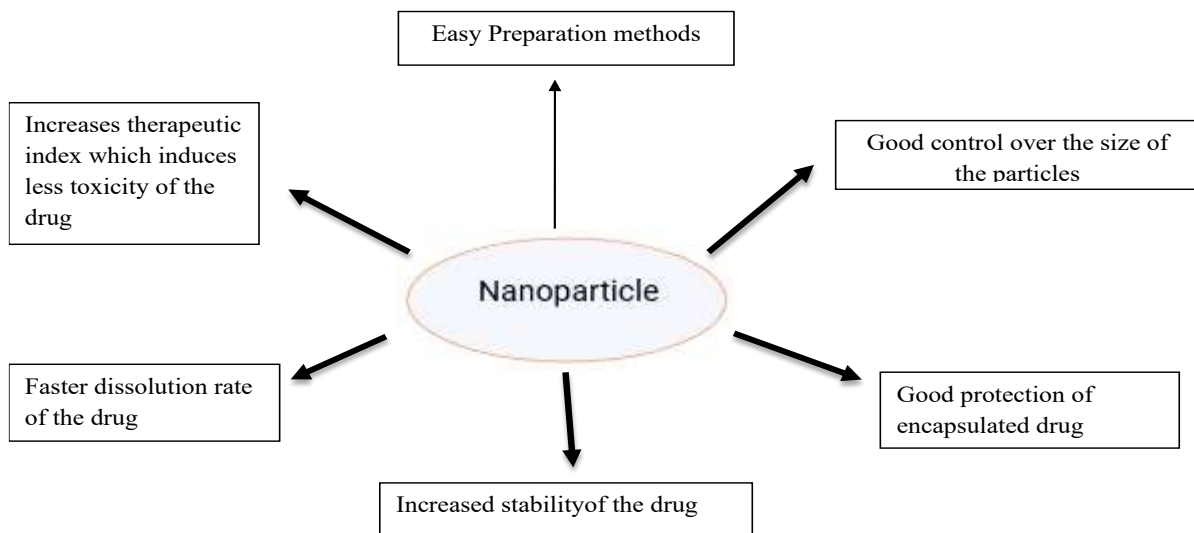 Easy Preparation methods
Increases therapeutic
index which induces
less toxicity of the
drug
Good control over the size of
the particles
Nanoparticle
Faster dissolution rate
of the drug
Good protection of
encapsulated drug
Increased stabilityof the drug